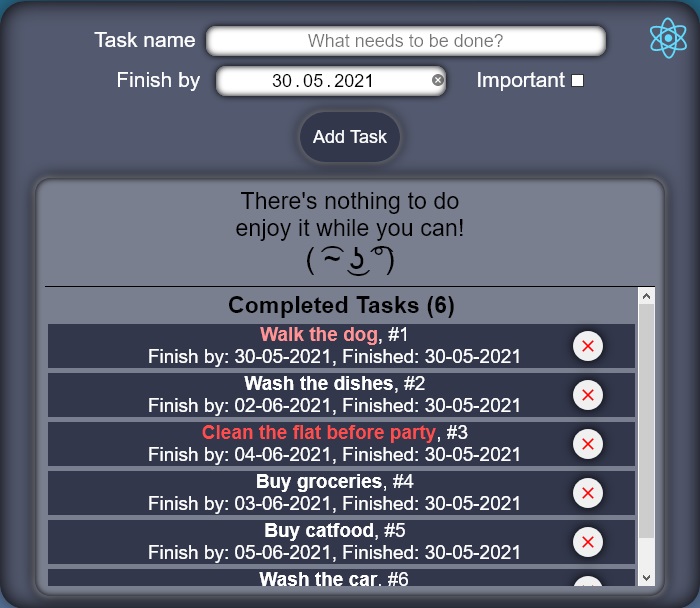 Task name What needs to be done?
Finish by 30.05.2021 Important
Add Task
There's nothing to do
enjoy it while you can!
( ͠~ ͜ʖ ͡°)
Completed Tasks (6)
Walk the dog, #1
Finish by: 30-05-2021, Finished: 30-05-2021
Wash the dishes, #2
Finish by: 02-06-2021, Finished: 30-05-2021
Clean the flat before party, #3
Finish by: 04-06-2021, Finished: 30-05-2021
Buy groceries, #4
Finish by: 03-06-2021, Finished: 30-05-2021
Buy catfood, #5
Finish by: 05-06-2021, Finished: 30-05-2021
Wash the car, #6